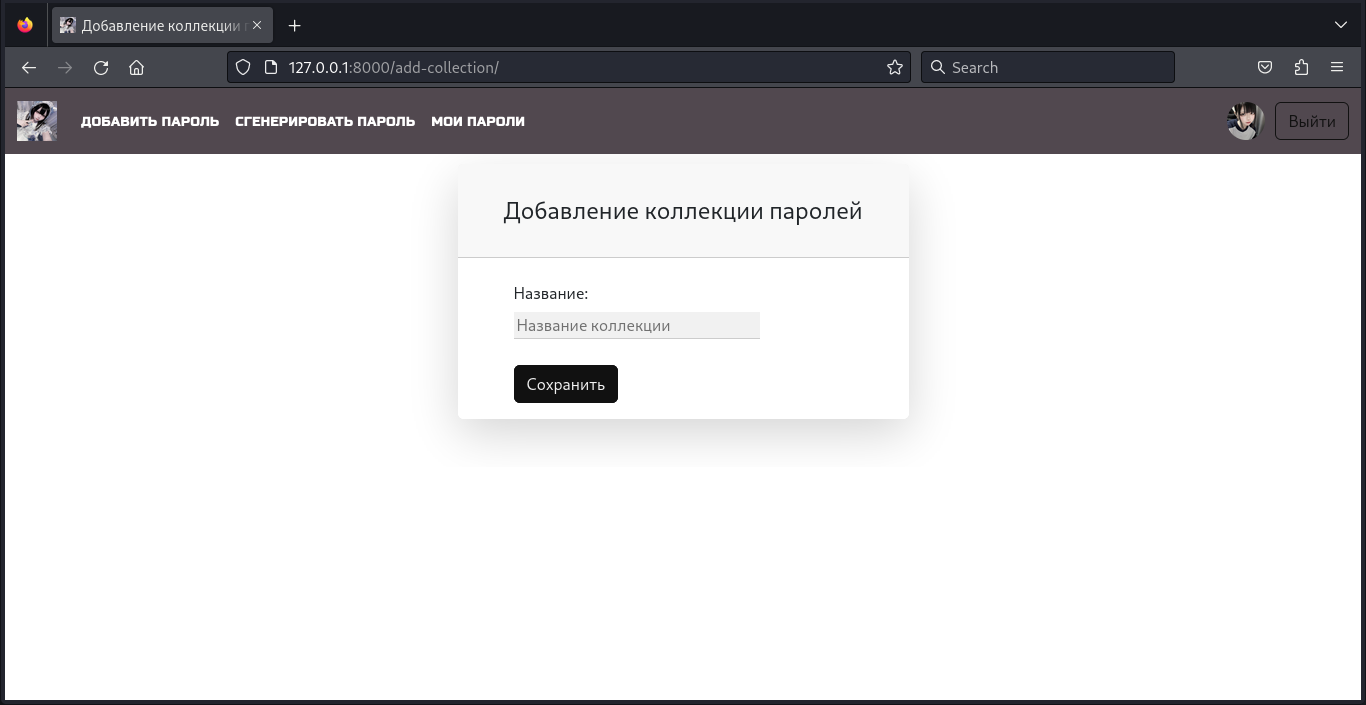 Добавление коллекции
127.0.0.1:8000/add-collection/
Search
ДОБАВИТЬ ПАРОЛЬ СГЕНЕРИРОВАТЬ ПАРОЛЬ МОИ ПАРОЛИ
Выйти
Добавление коллекции паролей
Название:
Название коллекции
Сохранить